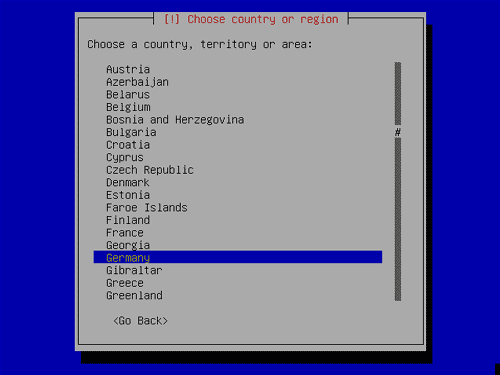 [!] Choose country or region
Choose a country, territory or area:
Austria
Azerbaijan
Belarus
Belgium
Bosnia and Herzegovina
Bulgaria
#
Croatia
Cyprus
Czech Republic
Denmark
Estonia
Faroe Islands
Finland
France
Georgia
Germany
Gibraltar
Greece
Greenland
<Go Back>